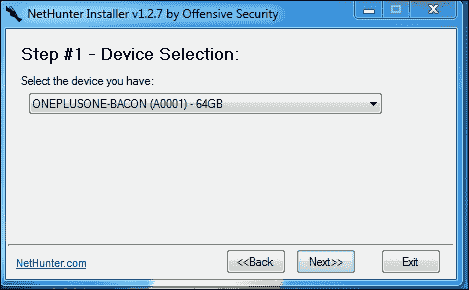 NetHunter Installer v1.2.7 by Offensive Security
Step #1 - Device Selection:
Select the device you have:
ONEPLUSONE-BACON (A0001) - 64GB
NetHunter.com
<<Back
Next>>
Exit